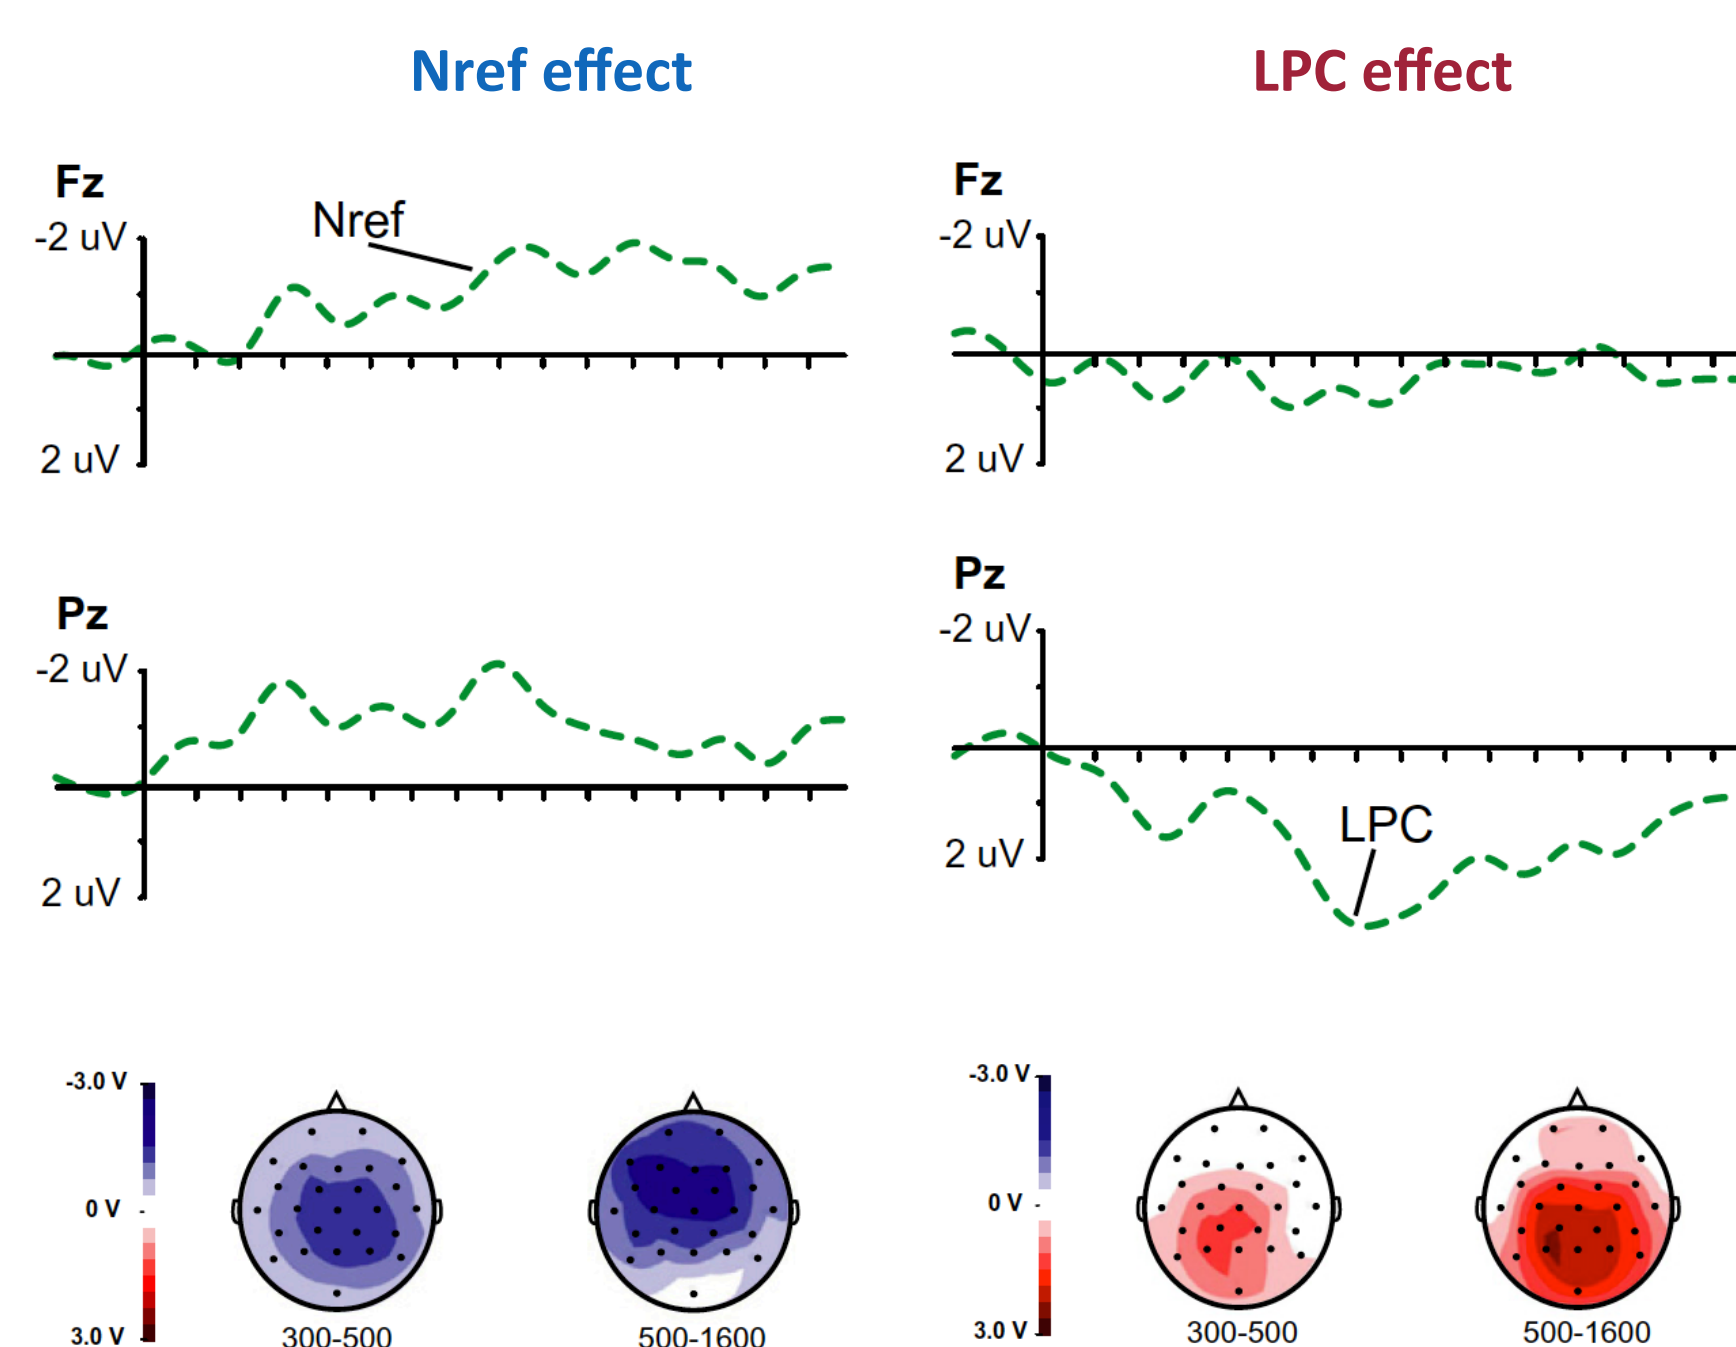 Nref effect
LPC effect
Fz
-2 uV
Nref
2 uV
Fz
-2 uV
2 uV
Pz
-2 uV
2 uV
Pz
-2 uV
LPC
2 uV
-3.0 V
0 V
3.0 V
300-500
500-1600
-3.0 V
0 V
3.0 V
300-500
500-1600